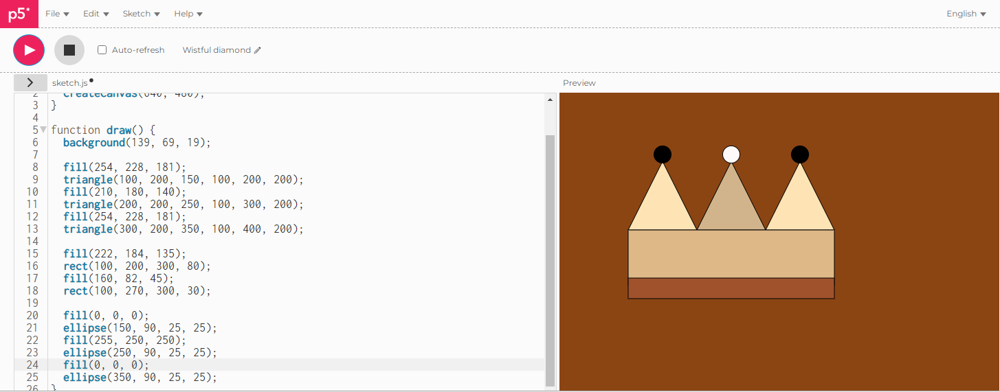 p5*
File Edit Sketch Help English
Auto-refresh Wistful diamond
sketch.js
Preview
2 createCanvas(640, 480);
3 }
4
5 function draw() {
6 background(139, 69, 19);
7
8 fill(254, 228, 181);
9 triangle(100, 200, 150, 100, 200, 200);
10 fill(210, 180, 140);
11 triangle(200, 200, 250, 100, 300, 200);
12 fill(254, 228, 181);
13 triangle(300, 200, 350, 100, 400, 200);
14
15 fill(222, 184, 135);
16 rect(100, 200, 300, 80);
17 fill(160, 82, 45);
18 rect(100, 270, 300, 30);
19
20 fill(0, 0, 0);
21 ellipse(150, 90, 25, 25);
22 fill(255, 250, 250);
23 ellipse(250, 90, 25, 25);
24 fill(0, 0, 0);
25 ellipse(350, 90, 25, 25);
26 }